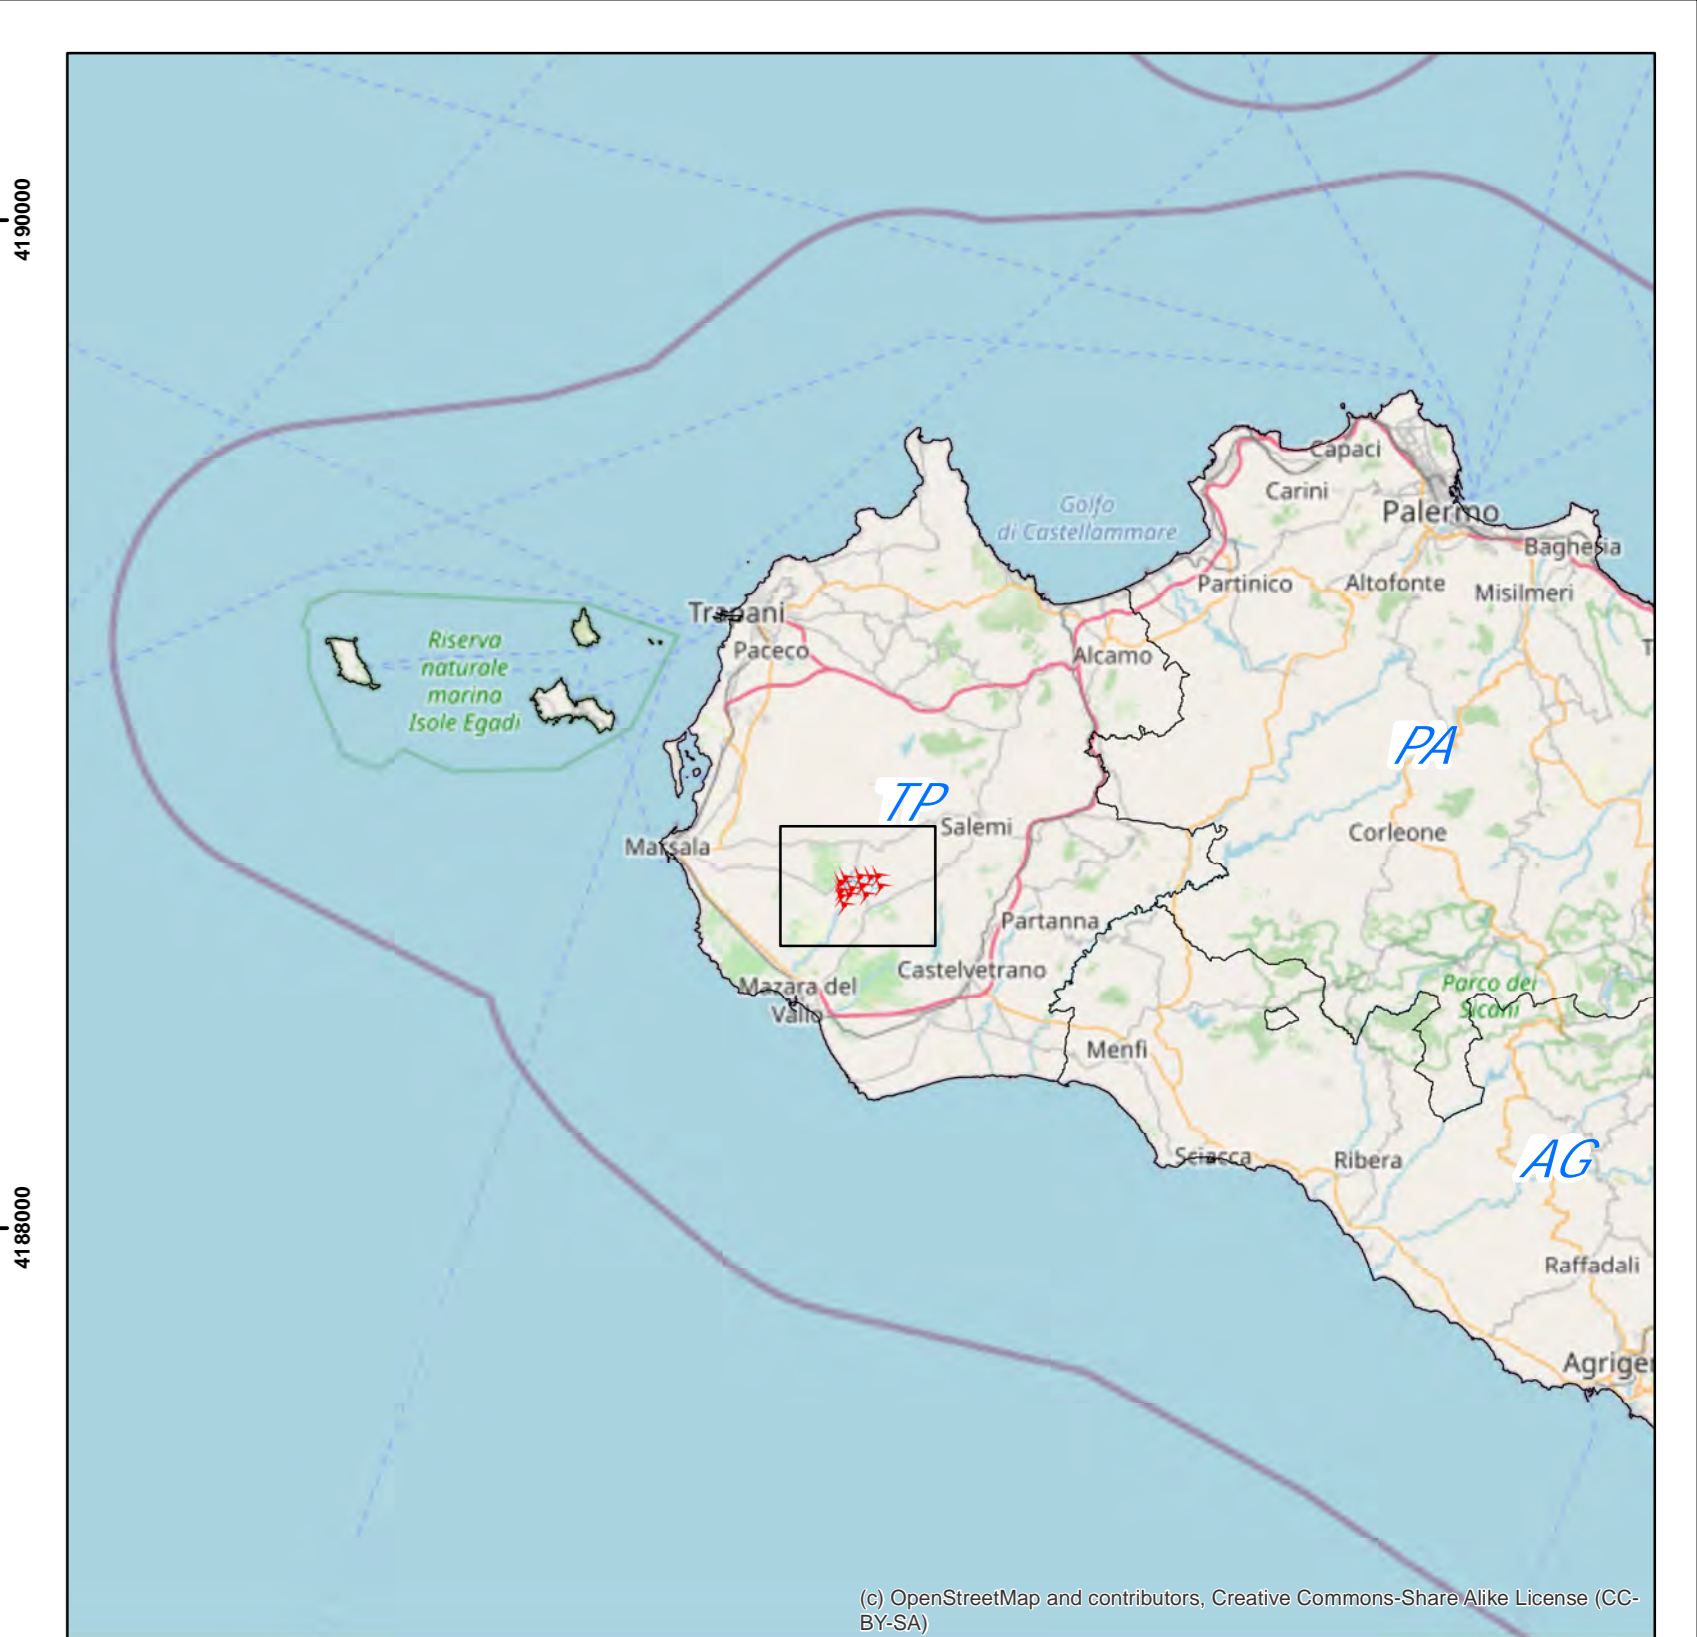 4190000
Capaci
Carini
Golfo
di Castellammare
Palermo
Bagheria
Partinico
Altofonte
Misilmeri
Trapani
Paceco
Alcamo
Riserva
naturale
marina
Isole Egadi
PA
TP
Salemi
Corleone
Marsala
Partanna
Castelvetrano
Mazara del
Vallo
Parco dei
Sicani
Menfi
Sciacca
Ribera
AG
4188000
Raffadali
Agriger
(c) OpenStreetMap and contributors, Creative Commons-Share Alike License (CC-
BY-SA)